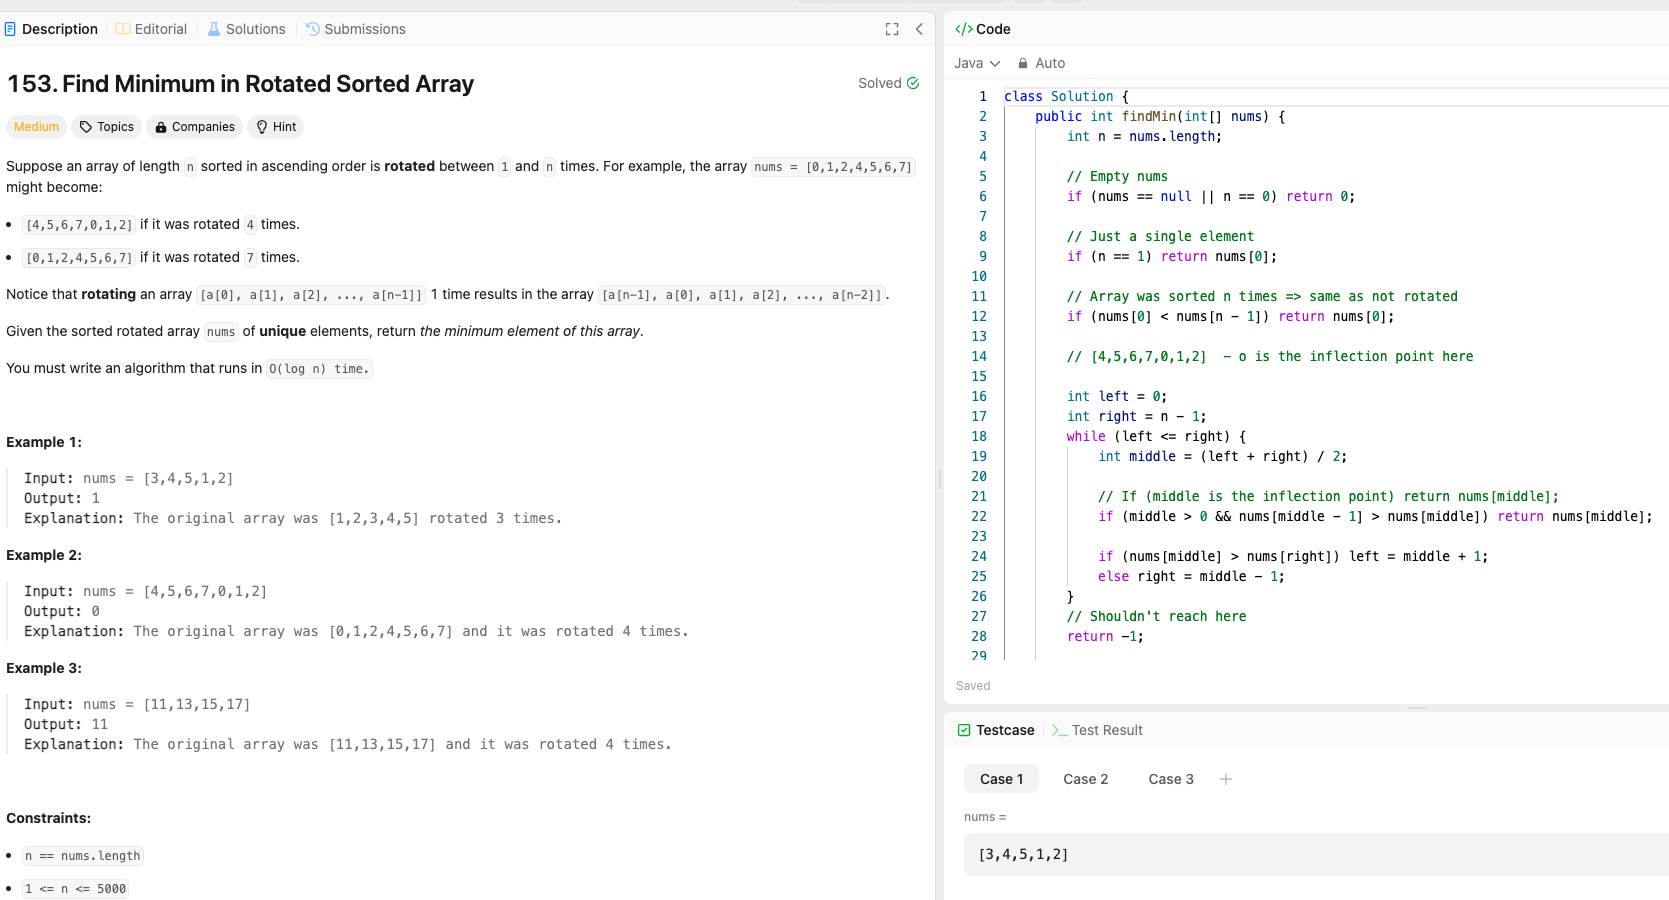 Description
Editorial
Solutions
Submissions
153. Find Minimum in Rotated Sorted Array
Solved
Medium
Topics
Companies
Hint
Suppose an array of length n sorted in ascending order is rotated between 1 and n times. For example, the array nums = [0,1,2,4,5,6,7]
might become:
[4,5,6,7,0,1,2] if it was rotated 4 times.
[0,1,2,4,5,6,7] if it was rotated 7 times.
Notice that rotating an array [a[0], a[1], a[2], ..., a[n-1]] 1 time results in the array [a[n-1], a[0], a[1], a[2], ..., a[n-2]].
Given the sorted rotated array nums of unique elements, return the minimum element of this array.
You must write an algorithm that runs in O(log n) time.
Example 1:
Input: nums = [3,4,5,1,2]
Output: 1
Explanation: The original array was [1,2,3,4,5] rotated 3 times.
Example 2:
Input: nums = [4,5,6,7,0,1,2]
Output: 0
Explanation: The original array was [0,1,2,4,5,6,7] and it was rotated 4 times.
Example 3:
Input: nums = [11,13,15,17]
Output: 11
Explanation: The original array was [11,13,15,17] and it was rotated 4 times.
Constraints:
n == nums.length
1 <= n <= 5000
</> Code
Java
Auto
1 class Solution {
2 public int findMin(int[] nums) {
3 int n = nums.length;
4
5 // Empty nums
6 if (nums == null || n == 0) return 0;
7
8 // Just a single element
9 if (n == 1) return nums[0];
10
11 // Array was sorted n times => same as not rotated
12 if (nums[0] < nums[n - 1]) return nums[0];
13
14 // [4,5,6,7,0,1,2]  - o is the inflection point here
15
16 int left = 0;
17 int right = n - 1;
18 while (left <= right) {
19 int middle = (left + right) / 2;
20
21 // If (middle is the inflection point) return nums[middle];
22 if (middle > 0 && nums[middle - 1] > nums[middle]) return nums[middle];
23
24 if (nums[middle] > nums[right]) left = middle + 1;
25 else right = middle - 1;
26 }
27 // Shouldn't reach here
28 return -1;
29
Saved
Testcase
>_ Test Result
Case 1
Case 2
Case 3
+
nums =
[3,4,5,1,2]